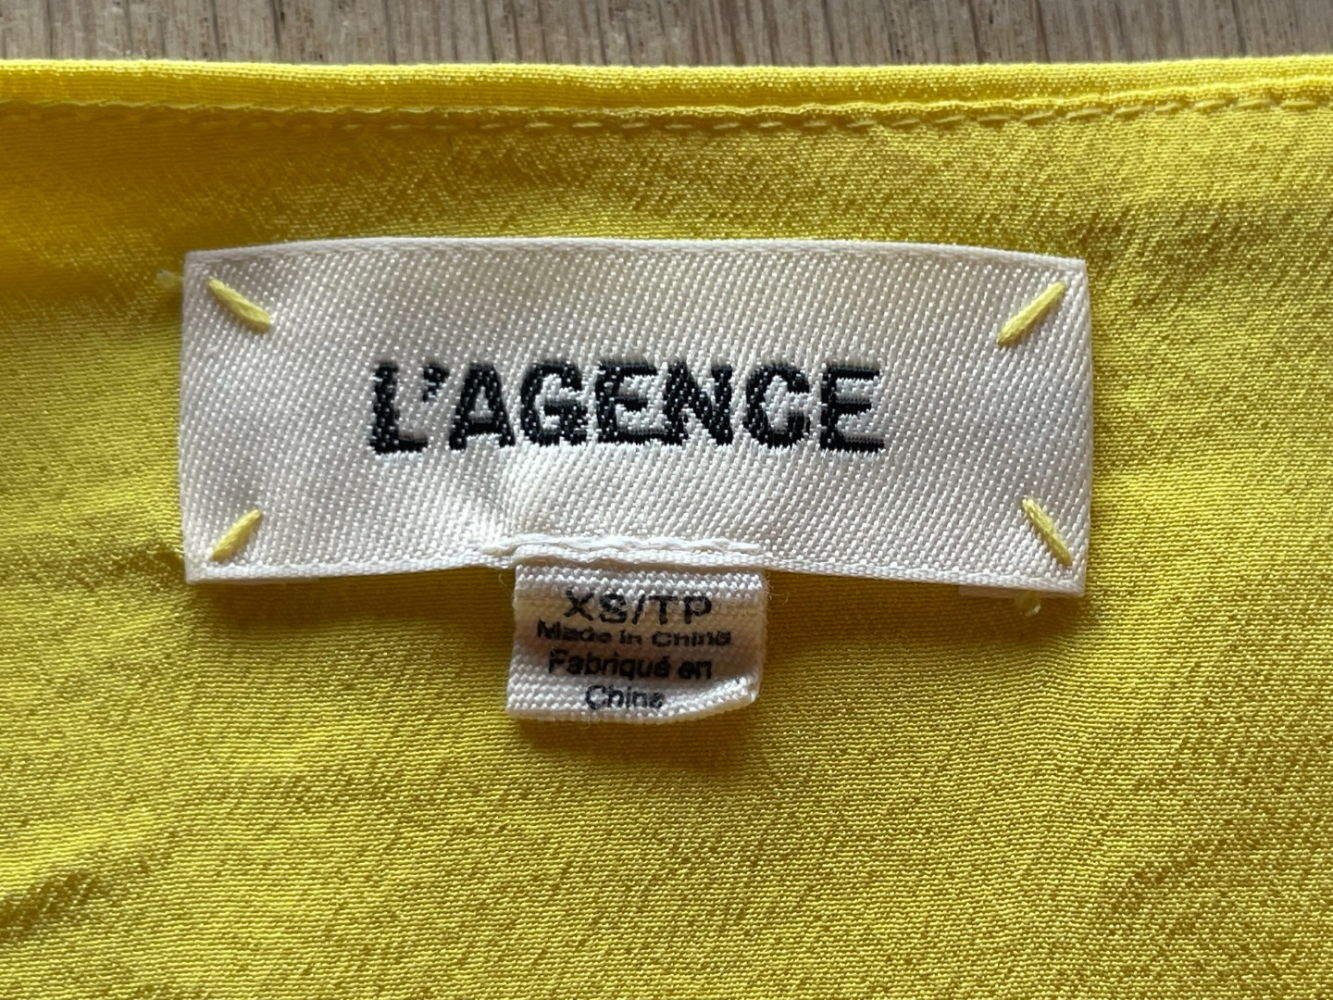 L'AGENCE
XS/TP
Made in China
Fabriqué en
Chine